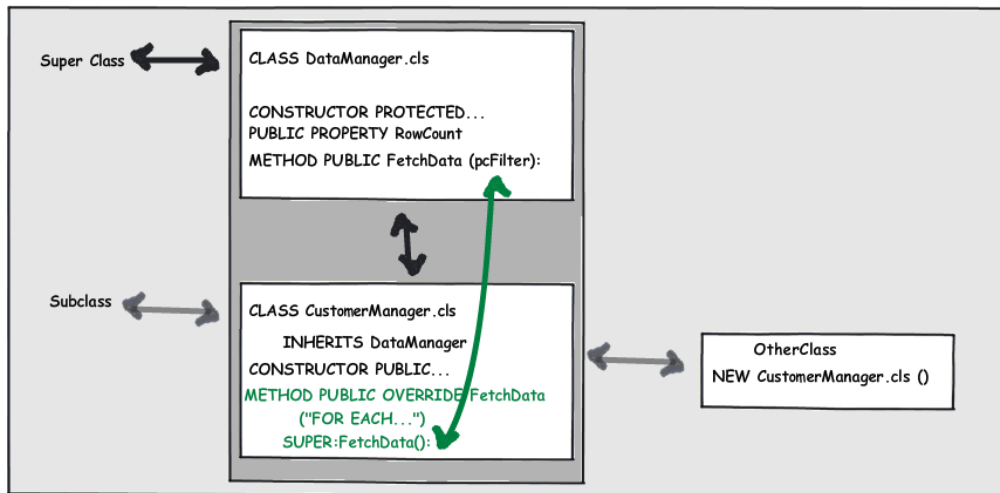 Super Class
CLASS DataManager.cls
CONSTRUCTOR PROTECTED...
PUBLIC PROPERTY RowCount
METHOD PUBLIC FetchData (pcFilter):
Subclass
CLASS CustomerManager.cls
INHERITS DataManager
CONSTRUCTOR PUBLIC...
METHOD PUBLIC OVERRIDE FetchData
("FOR EACH...")
SUPER:FetchData():
OtherClass
NEW CustomerManager.cls ()